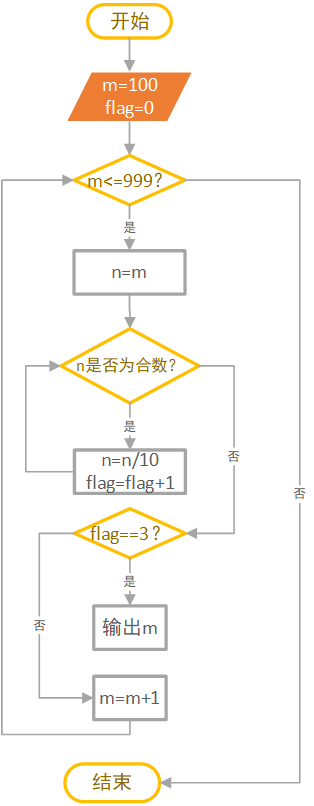 开始
m=100
flag=0
m<=999?
是
n=m
n是否为合数?
是
否
n=n/10
flag=flag+1
否
flag==3?
是
否
输出m
m=m+1
结束